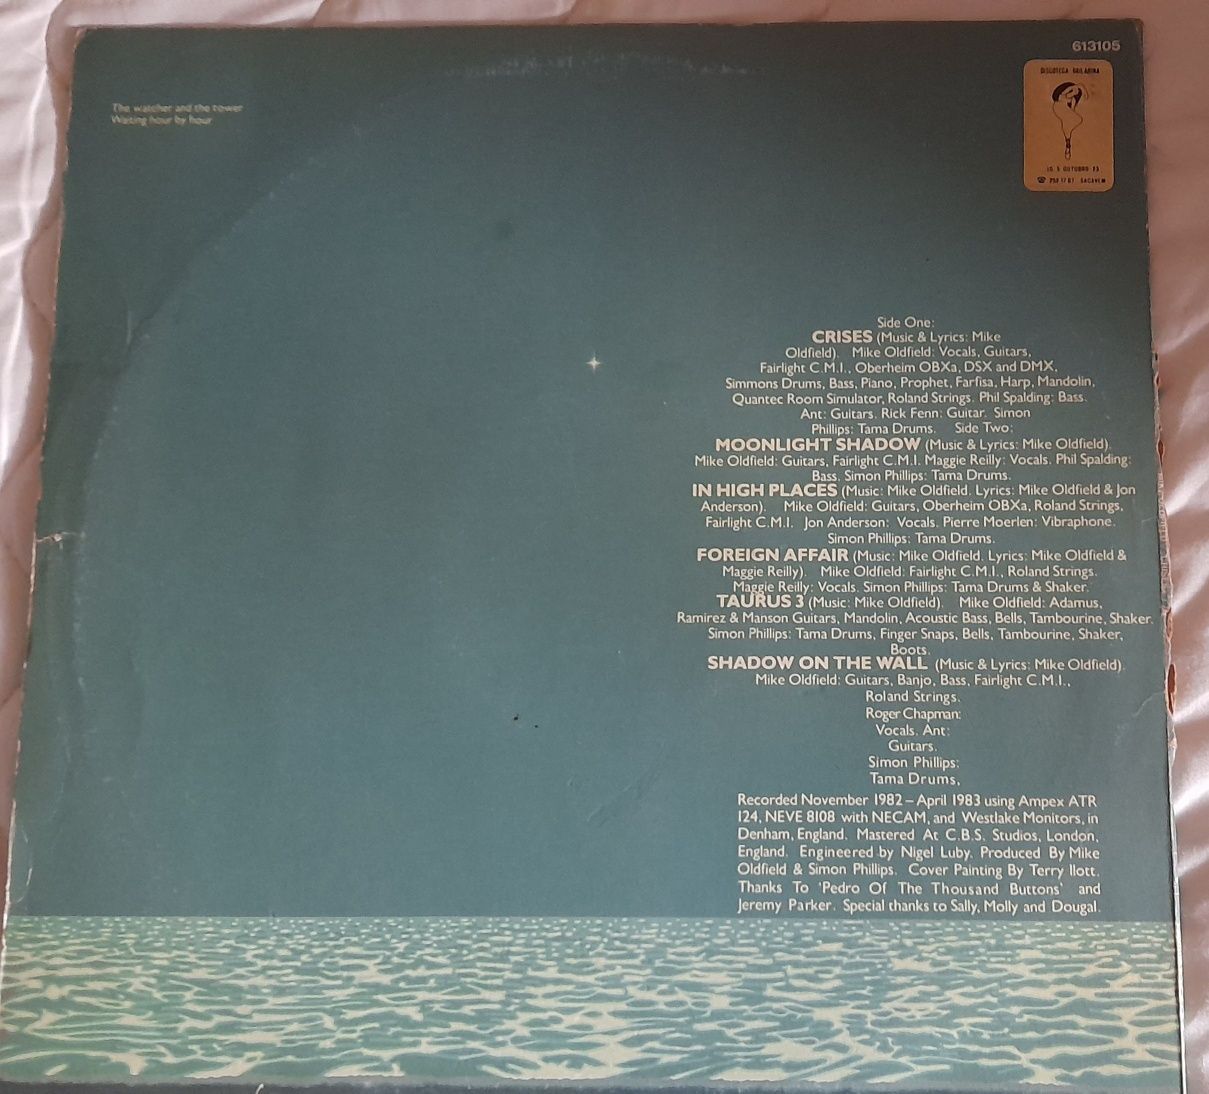 613105
DISCOTECA BAILARINA
LG 5 OUTUBRO 13
SACAVEM
The watcher and the tower
Waiting hour by hour
Side One:
CRISES (Music & Lyrics: Mike
Oldfield). Mike Oldfield: Vocals, Guitars,
Fairlight C.M.I., Oberheim OBXa, DSX and DMX,
Simmons Drums, Bass, Piano, Prophet, Farfisa, Harp, Mandolin,
Quantec Room Simulator, Roland Strings. Phil Spalding: Bass.
Ant: Guitars. Rick Fenn: Guitar. Simon
Phillips: Tama Drums. Side Two:
MOONLIGHT SHADOW (Music & Lyrics: Mike Oldfield).
Mike Oldfield: Guitars, Fairlight C.M.I. Maggie Reilly: Vocals. Phil Spalding:
Bass. Simon Phillips: Tama Drums.
IN HIGH PLACES (Music: Mike Oldfield. Lyrics: Mike Oldfield & Jon
Anderson). Mike Oldfield: Guitars, Oberheim OBXa, Roland Strings,
Fairlight C.M.I. Jon Anderson: Vocals. Pierre Moerlen: Vibraphone.
Simon Phillips: Tama Drums.
FOREIGN AFFAIR (Music: Mike Oldfield. Lyrics: Mike Oldfield &
Maggie Reilly). Mike Oldfield: Fairlight C.M.I., Roland Strings.
Maggie Reilly: Vocals. Simon Phillips: Tama Drums & Shaker.
TAURUS 3 (Music: Mike Oldfield). Mike Oldfield: Adamus,
Ramirez & Manson Guitars, Mandolin, Acoustic Bass, Bells, Tambourine, Shaker.
Simon Phillips: Tama Drums, Finger Snaps, Bells, Tambourine, Shaker,
Boots.
SHADOW ON THE WALL (Music & Lyrics: Mike Oldfield).
Mike Oldfield: Guitars, Banjo, Bass, Fairlight C.M.I.,
Roland Strings.
Roger Chapman:
Vocals. Ant:
Guitars.
Simon Phillips:
Tama Drums.
Recorded November 1982 – April 1983 using Ampex ATR
124, NEVE 8108 with NECAM, and Westlake Monitors, in
Denham, England. Mastered At C.B.S. Studios, London,
England. Engineered by Nigel Luby. Produced By Mike
Oldfield & Simon Phillips. Cover Painting By Terry Ilott.
Thanks To 'Pedro Of The Thousand Buttons' and
Jeremy Parker. Special thanks to Sally, Molly and Dougal.